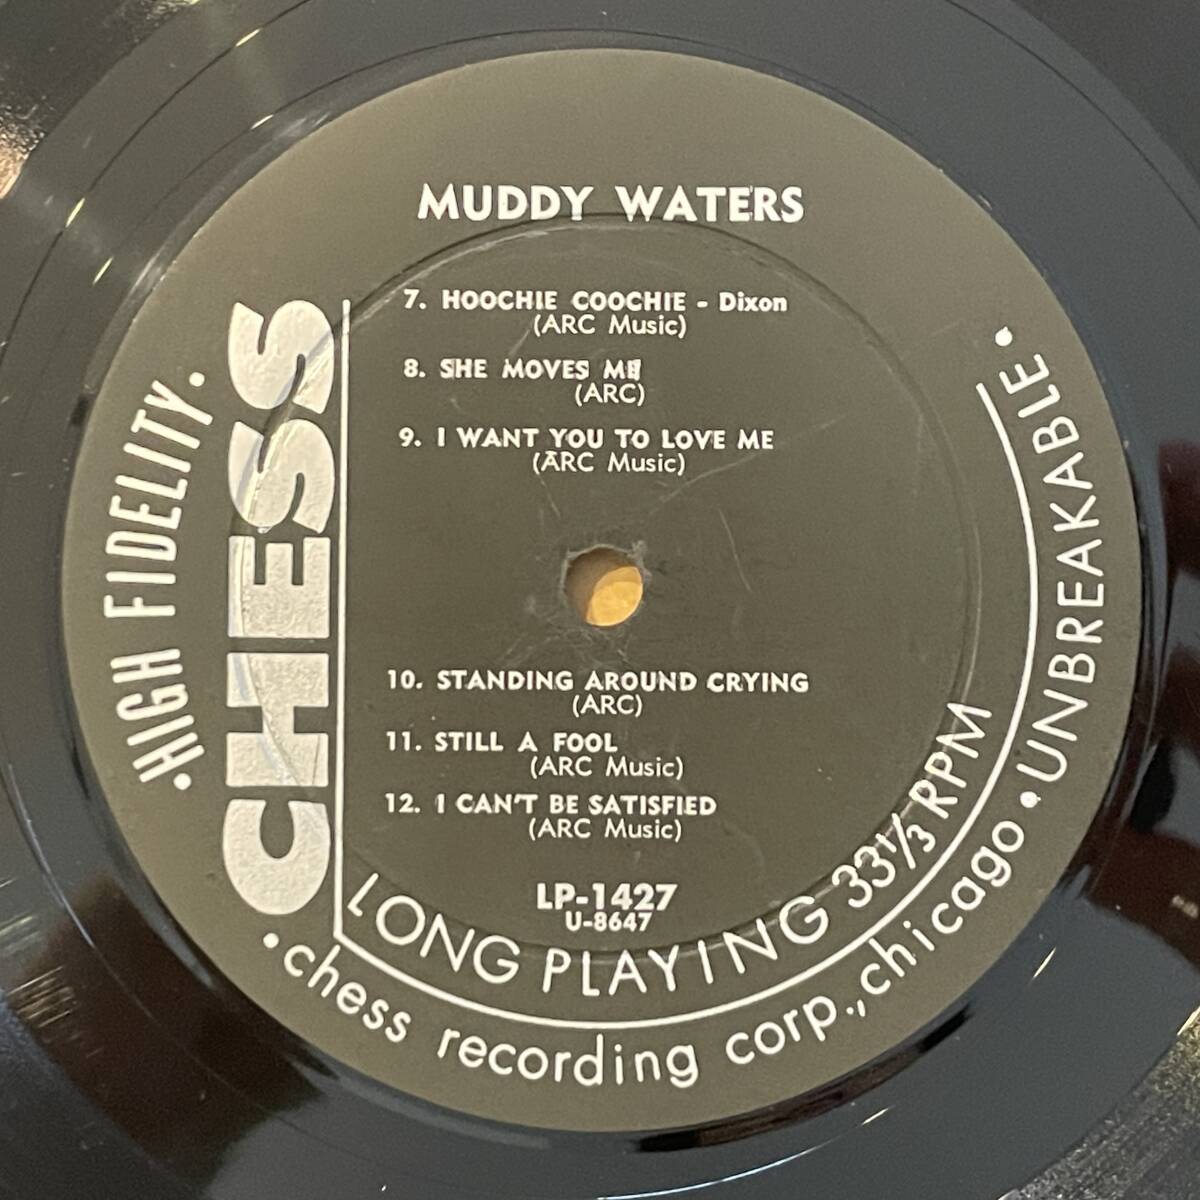 MUDDY WATERS
7. HOOCHIE COOCHIE - Dixon
(ARC Music)
8. SHE MOVES ME
(ARC)
9. I WANT YOU TO LOVE ME
(ARC Music)
10. STANDING AROUND CRYING
(ARC)
11. STILL A FOOL
(ARC Music)
12. I CAN'T BE SATISFIED
(ARC Music)
LP-1427
U-8647
CHESS
LONG PLAYING 33⅓ RPM
• HIGH FIDELITY •
• chess recording corp., chicago • UNBREAKABLE •